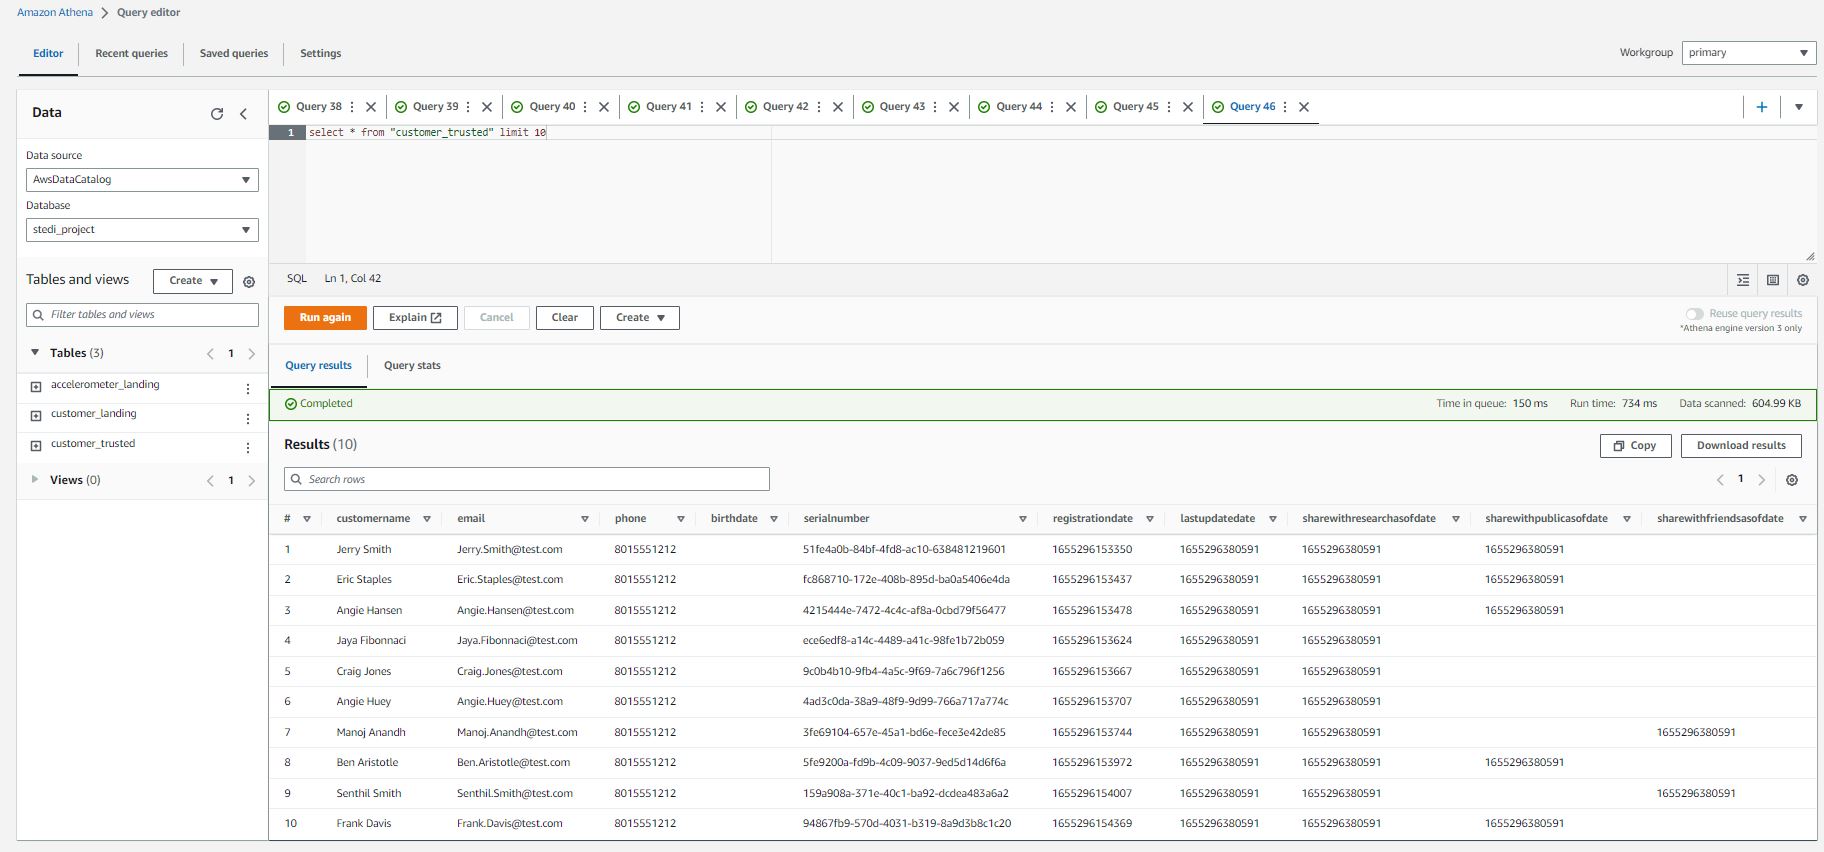 Amazon Athena > Query editor
Editor Recent queries Saved queries Settings
Workgroup primary
Data
Data source
AwsDataCatalog
Database
stedi_project
Tables and views Create
Filter tables and views
Tables (3) 1
accelerometer_landing
customer_landing
customer_trusted
Views (0) 1
Query 38 Query 39 Query 40 Query 41 Query 42 Query 43 Query 44 Query 45 Query 46
1 select * from "customer_trusted" limit 10
SQL Ln 1, Col 42
Run again Explain Cancel Clear Create
Reuse query results
*Athena engine version 3 only
Query results Query stats
Completed Time in queue: 150 ms Run time: 734 ms Data scanned: 604.99 KB
Results (10) Copy Download results
Search rows 1
# customername email phone birthdate serialnumber registrationdate lastupdatedate sharewithresearchasofdate sharewithpublicasofdate sharewithfriendsasofdate
1 Jerry Smith Jerry.Smith@test.com 8015551212 51fe4a0b-84bf-4fd8-ac10-638481219601 1655296153350 1655296380591 1655296380591 1655296380591
2 Eric Staples Eric.Staples@test.com 8015551212 fc868710-172e-408b-895d-ba0a5406e4da 1655296153437 1655296380591 1655296380591 1655296380591
3 Angie Hansen Angie.Hansen@test.com 8015551212 4215444e-7472-4c4c-af8a-0cbd79f56477 1655296153478 1655296380591 1655296380591 1655296380591
4 Jaya Fibonnaci Jaya.Fibonnaci@test.com 8015551212 ece6edf8-a14c-4489-a41c-98fe1b72b059 1655296153624 1655296380591 1655296380591
5 Craig Jones Craig.Jones@test.com 8015551212 9c0b4b10-9fb4-4a5c-9f69-7a6c796f1256 1655296153667 1655296380591 1655296380591
6 Angie Huey Angie.Huey@test.com 8015551212 4ad3c0da-38a9-48f9-9d99-766a717a774c 1655296153707 1655296380591 1655296380591
7 Manoj Anandh Manoj.Anandh@test.com 8015551212 3fe69104-657e-45a1-bd6e-fece3e42de85 1655296153744 1655296380591 1655296380591 1655296380591
8 Ben Aristotle Ben.Aristotle@test.com 8015551212 5fe9200a-fd9b-4c09-9037-9ed5d14d6f6a 1655296153972 1655296380591 1655296380591 1655296380591
9 Senthil Smith Senthil.Smith@test.com 8015551212 159a908a-371e-40c1-ba92-dcdea483a6a2 1655296154007 1655296380591 1655296380591 1655296380591
10 Frank Davis Frank.Davis@test.com 8015551212 94867fb9-570d-4031-b319-8a9d3b8c1c20 1655296154369 1655296380591 1655296380591 1655296380591